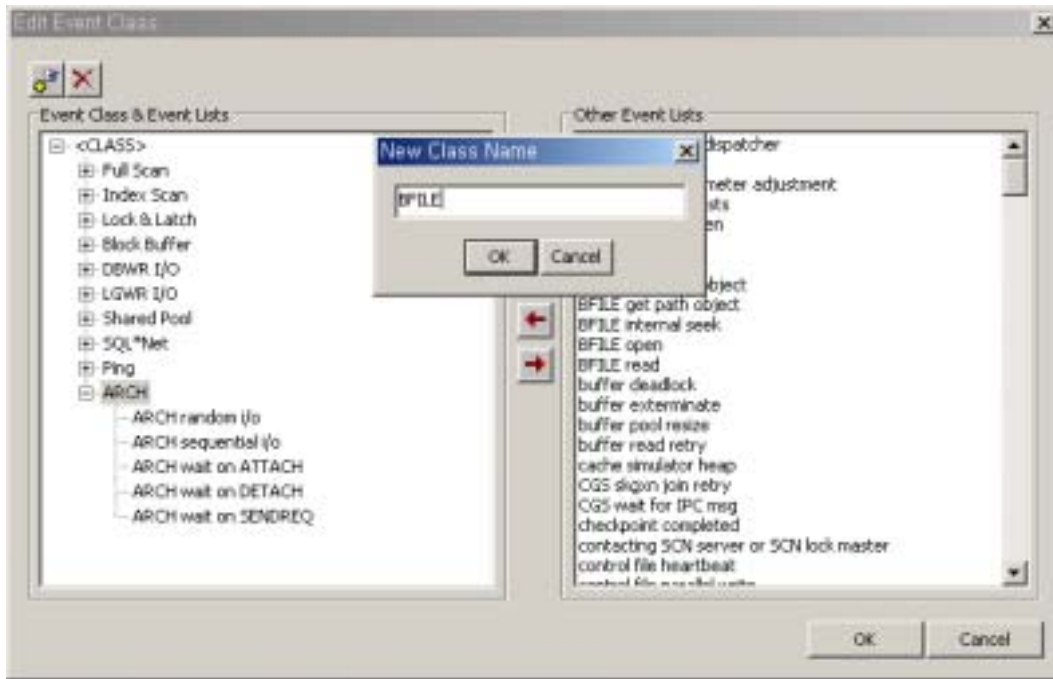 Edit Event Class
Event Class & Event Lists
<CLASS>
Full Scan
Index Scan
Lock & Latch
Block Buffer
DBWR I/O
LGWR I/O
Shared Pool
SQL*Net
Ping
ARCH
ARCH random i/o
ARCH sequential i/o
ARCH wait on ATTACH
ARCH wait on DETACH
ARCH wait on SENDREQ
New Class Name
BFILE
OK Cancel
Other Event Lists
dispatcher
meter adjustment
sts
en
bject
BFILE get path object
BFILE internal seek
BFILE open
BFILE read
buffer deadlock
buffer exterminate
buffer pool resize
buffer read retry
cache simulator heap
CGS skgxn join retry
CGS wait for IPC msg
checkpoint completed
contacting SCN server or SCN lock master
control file heartbeat
control file parallel write
OK Cancel